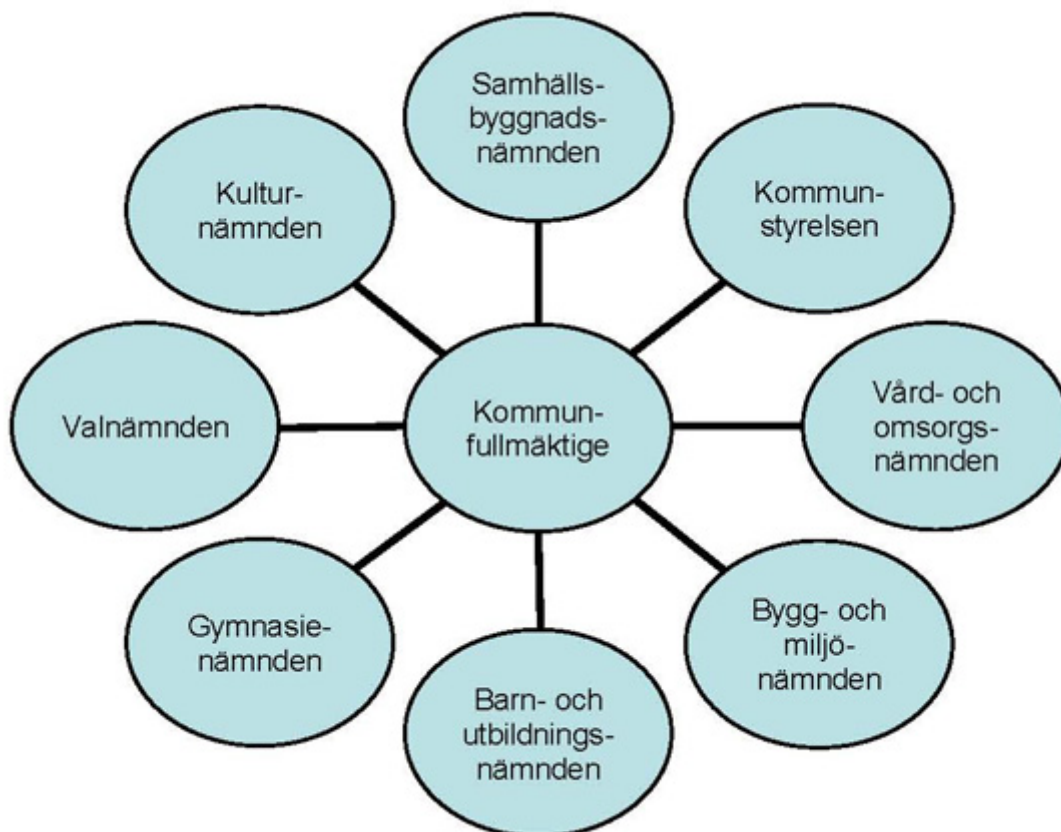 Samhälls-
byggnads-
nämnden
Kultur-
nämnden
Kommun-
styrelsen
Valnämnden
Kommun-
fullmäktige
Vård- och
omsorgs-
nämnden
Gymnasie-
nämnden
Bygg- och
miljö-
nämnden
Barn- och
utbildnings-
nämnden